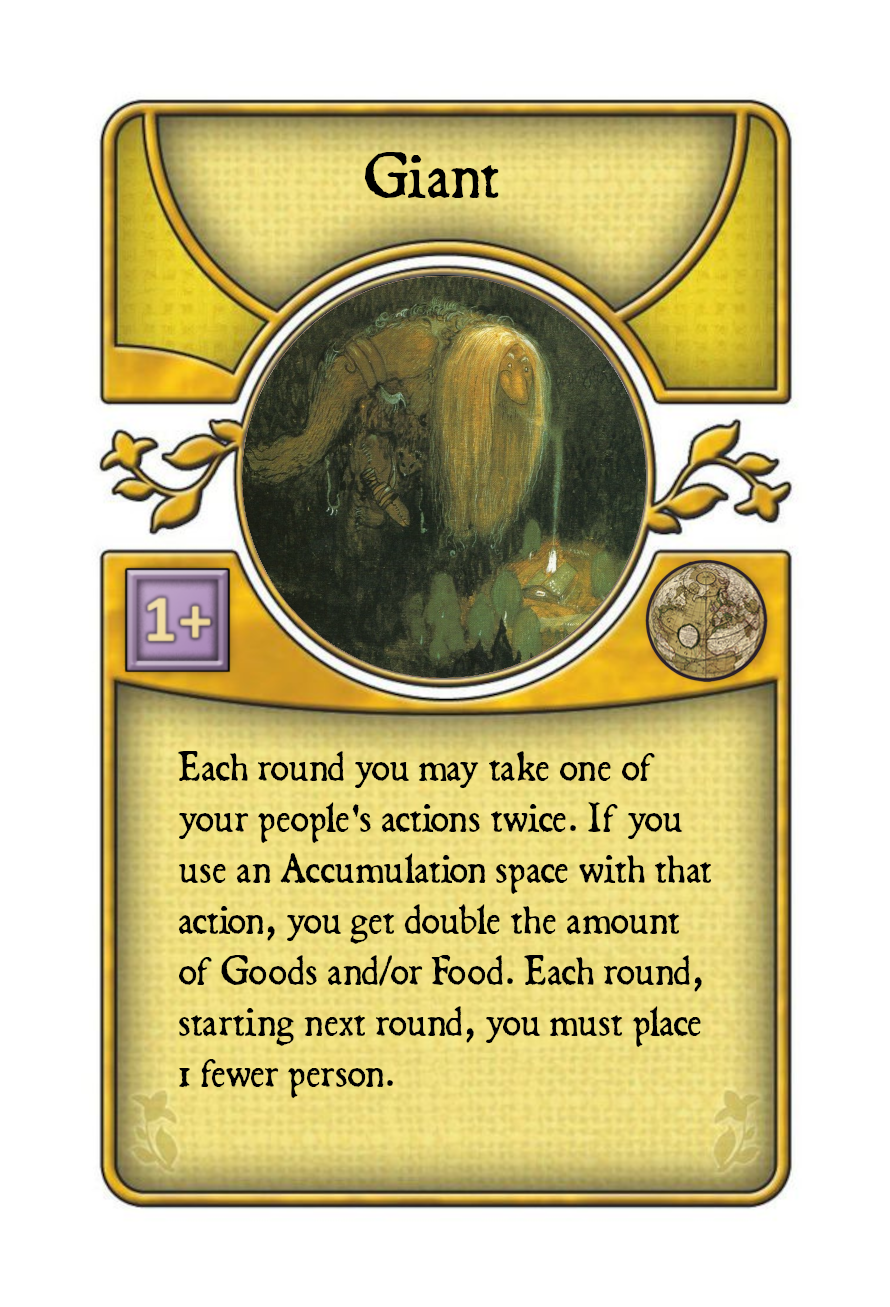 Giant
1+
Each round you may take one of
your people's actions twice. If you
use an Accumulation space with that
action, you get double the amount
of Goods and/or Food. Each round,
starting next round, you must place
1 fewer person.